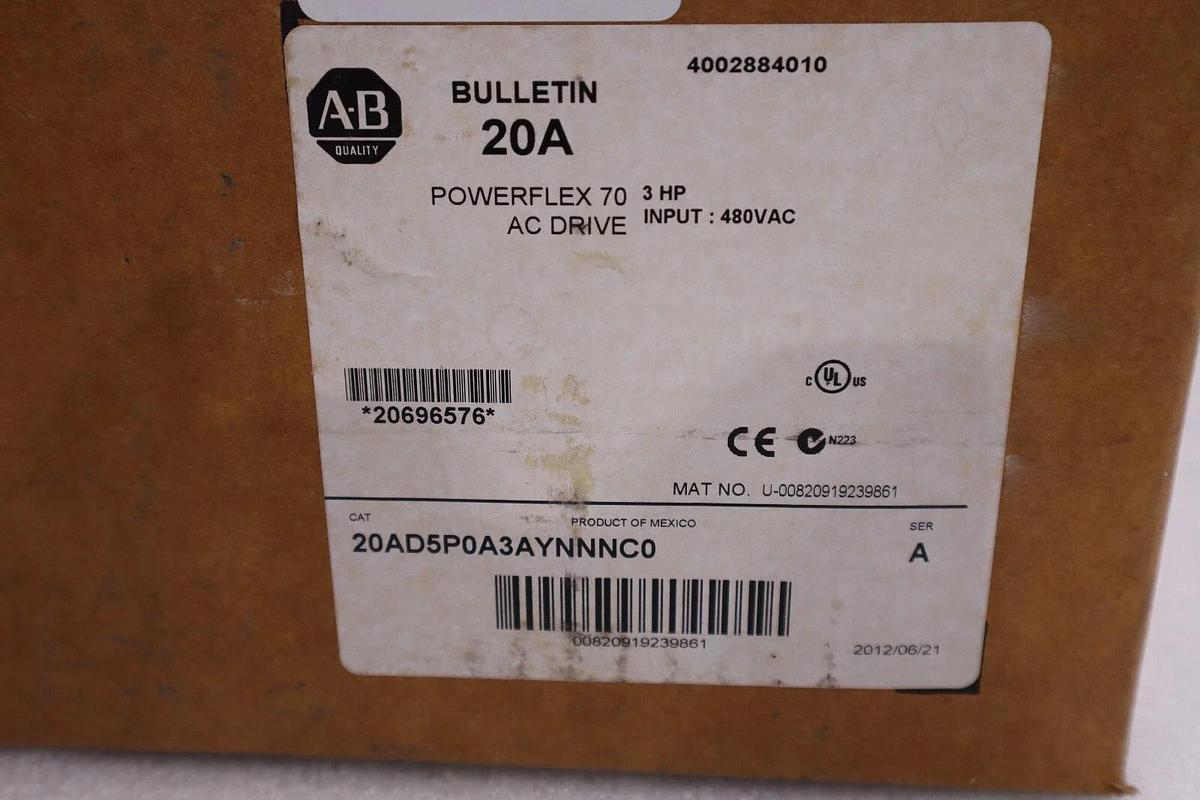 4002884010
A-B
QUALITY
BULLETIN
20A
POWERFLEX 70
AC DRIVE
3 HP
INPUT : 480VAC
*20696576*
C UL US
CE N223
MAT NO. U-00820919239861
CAT
PRODUCT OF MEXICO
SER
20AD5P0A3AYNNNC0
A
00820919239861
2012/06/21